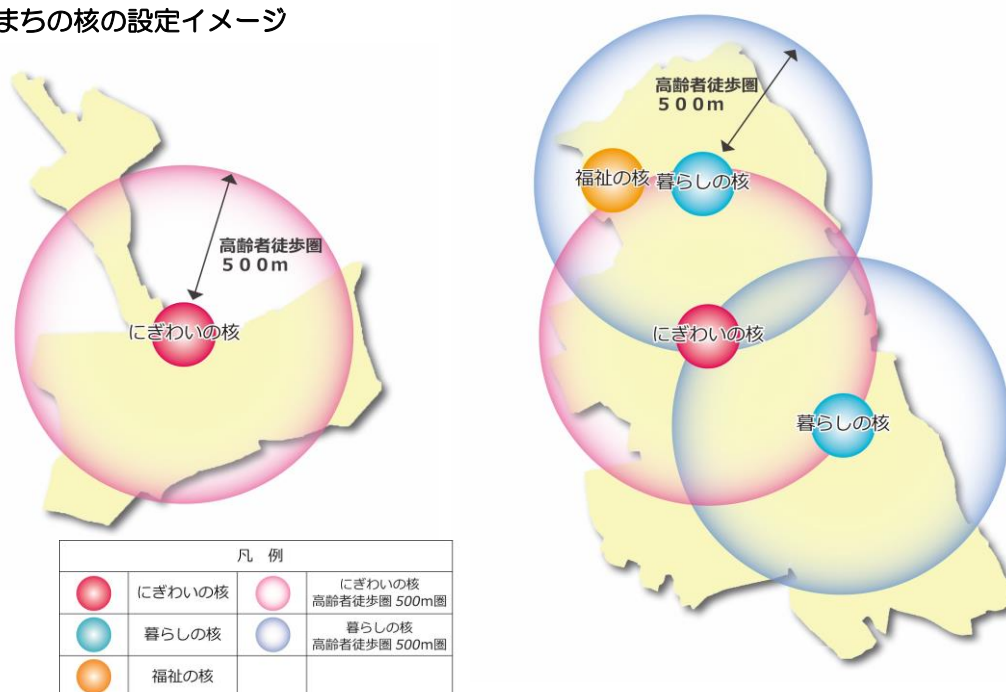 まちの核の設定イメージ
高齢者徒歩圏
５００ｍ
にぎわいの核
高齢者徒歩圏
５００ｍ
福祉の核
暮らしの核
にぎわいの核
暮らしの核
凡 例
にぎわいの核
にぎわいの核
高齢者徒歩圏 500m圏
暮らしの核
暮らしの核
高齢者徒歩圏 500m圏
福祉の核